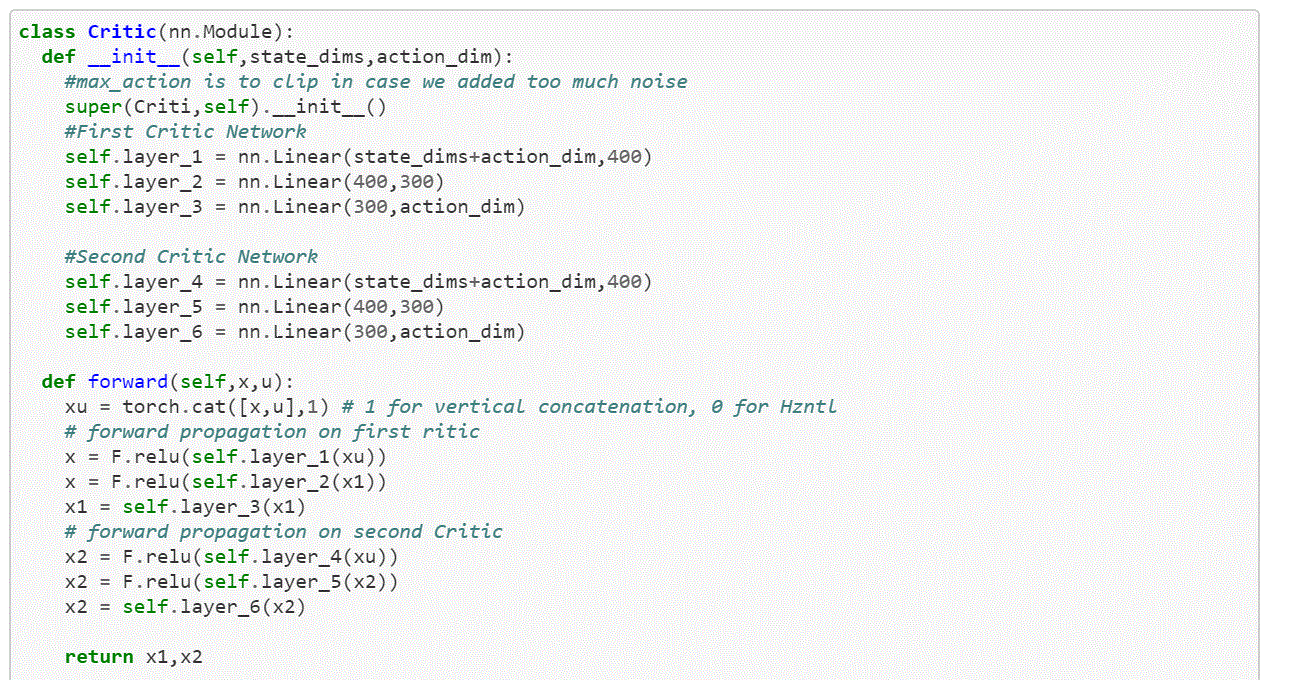 class Critic(nn.Module):
  def __init__(self,state_dims,action_dim):
    #max_action is to clip in case we added too much noise
    super(Criti,self).__init__()
    #First Critic Network
    self.layer_1 = nn.Linear(state_dims+action_dim,400)
    self.layer_2 = nn.Linear(400,300)
    self.layer_3 = nn.Linear(300,action_dim)

    #Second Critic Network
    self.layer_4 = nn.Linear(state_dims+action_dim,400)
    self.layer_5 = nn.Linear(400,300)
    self.layer_6 = nn.Linear(300,action_dim)

  def forward(self,x,u):
    xu = torch.cat([x,u],1) # 1 for vertical concatenation, 0 for Hzntl
    # forward propagation on first ritic
    x = F.relu(self.layer_1(xu))
    x = F.relu(self.layer_2(x1))
    x1 = self.layer_3(x1)
    # forward propagation on second Critic
    x2 = F.relu(self.layer_4(xu))
    x2 = F.relu(self.layer_5(x2))
    x2 = self.layer_6(x2)

    return x1,x2